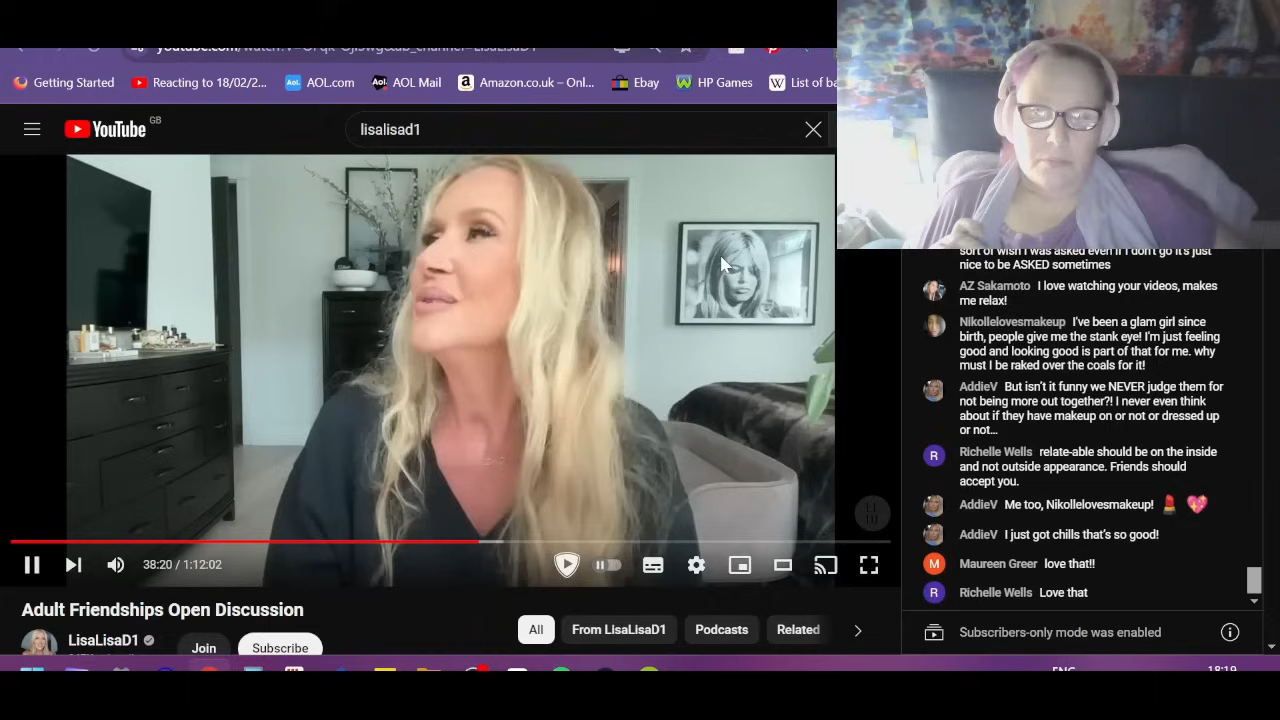 Getting Started
Reacting to 18/02/2...
AOL.com
Aol.
AOL Mail
Amazon.co.uk – Onl...
Ebay
HP Games
W
List of ba
YouTube GB
lisalisad1
sort of wish I was asked even if I don't go it's just
nice to be ASKED sometimes
AZ Sakamoto I love watching your videos, makes
me relax!
Nikollelovesmakeup I've been a glam girl since
birth, people give me the stank eye! I'm just feeling
good and looking good is part of that for me. why
must I be raked over the coals for it!
AddieV But isn't it funny we NEVER judge them for
not being more out together?! I never even think
about if they have makeup on or not or dressed up
or not...
R
Richelle Wells relate-able should be on the inside
and not outside appearance. Friends should
accept you.
AddieV Me too, Nikollelovesmakeup!
AddieV I just got chills that's so good!
M
Maureen Greer love that!!
R
Richelle Wells Love that
Subscribers-only mode was enabled
38:20 / 1:12:02
Adult Friendships Open Discussion
LisaLisaD1
Join
Subscribe
All
From LisaLisaD1
Podcasts
Related
ENG
18:19